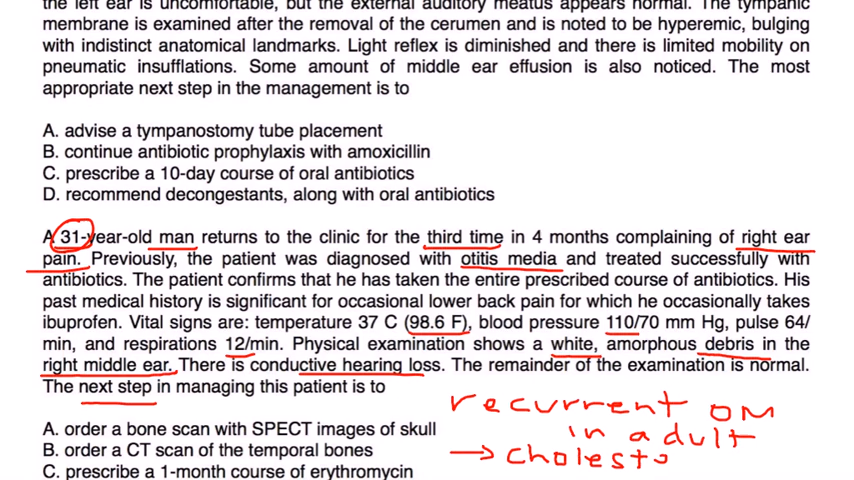 the left ear is uncomfortable, but the external auditory meatus appears normal. The tympanic
membrane is examined after the removal of the cerumen and is noted to be hyperemic, bulging
with indistinct anatomical landmarks. Light reflex is diminished and there is limited mobility on
pneumatic insufflations. Some amount of middle ear effusion is also noticed. The most
appropriate next step in the management is to
A. advise a tympanostomy tube placement
B. continue antibiotic prophylaxis with amoxicillin
C. prescribe a 10-day course of oral antibiotics
D. recommend decongestants, along with oral antibiotics
A 31-year-old man returns to the clinic for the third time in 4 months complaining of right ear
pain. Previously, the patient was diagnosed with otitis media and treated successfully with
antibiotics. The patient confirms that he has taken the entire prescribed course of antibiotics. His
past medical history is significant for occasional lower back pain for which he occasionally takes
ibuprofen. Vital signs are: temperature 37 C (98.6 F), blood pressure 110/70 mm Hg, pulse 64/
min, and respirations 12/min. Physical examination shows a white, amorphous debris in the
right middle ear. There is conductive hearing loss. The remainder of the examination is normal.
The next step in managing this patient is to
A. order a bone scan with SPECT images of skull
B. order a CT scan of the temporal bones
C. prescribe a 1-month course of erythromycin
recurrent OM
in adult
→ cholest